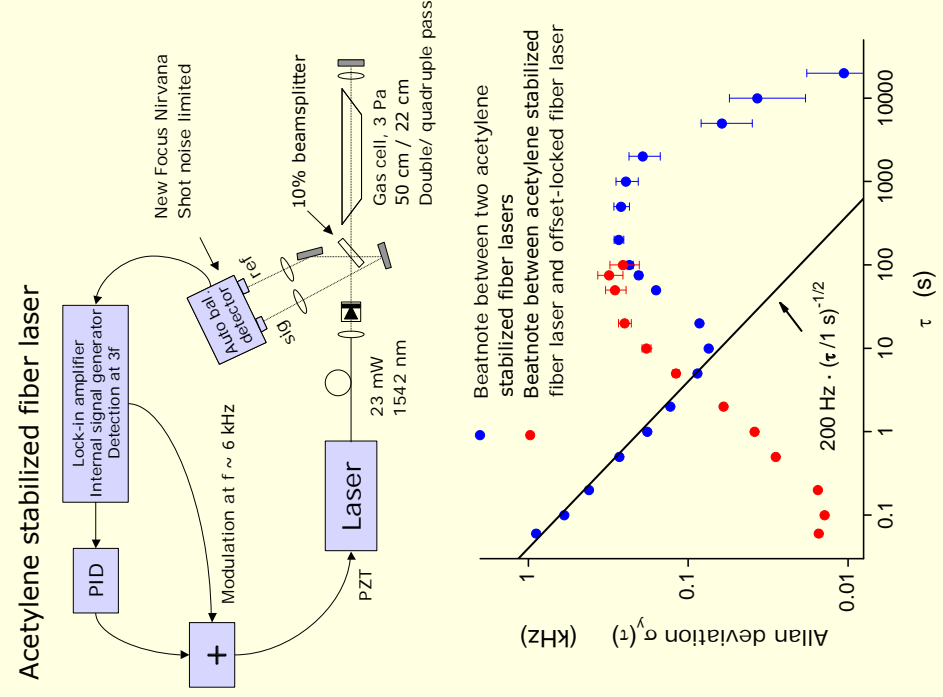 Acetylene stabilized fiber laser
Lock-in amplifier
Internal signal generator
Detection at 3f
PID
+
Modulation at f ~ 6 kHz
PZT
Laser
23 mW
1542 nm
New Focus Nirvana
Shot noise limited
Auto bal.
detector
sig
ref
10% beamsplitter
Gas cell, 3 Pa
50 cm / 22 cm
Double/ quadruple pass
Beatnote between two acetylene
stabilized fiber lasers
Beatnote between acetylene stabilized
fiber laser and offset-locked fiber laser
200 Hz · (τ/1 s)-1/2
Allan deviation σy(τ) (kHz)
1
0.1
0.01
0.1
1
10
100
1000
10000
τ (s)